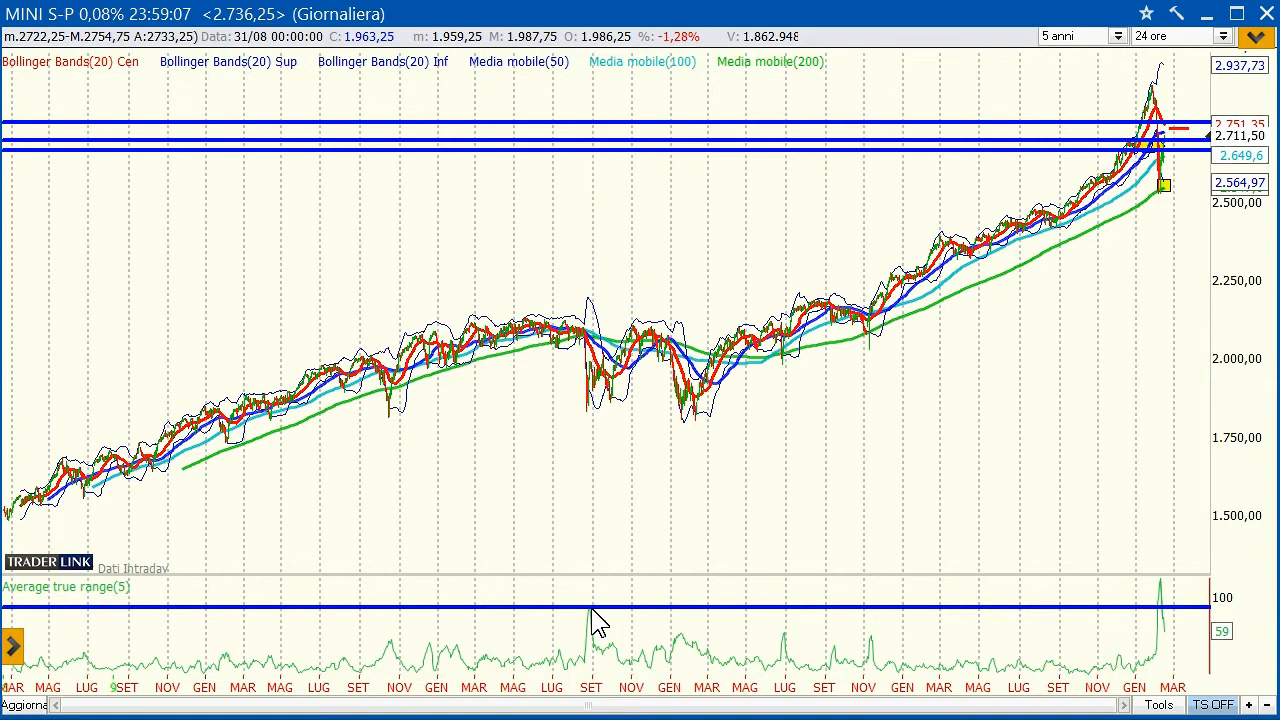 MINI S-P 0,08% 23:59:07 <2.736,25> (Giornaliera)
m.2722,25-M.2754,75 A:2733,25) Data: 31/08 00:00:00 C: 1.963,25 m: 1.959,25 M: 1.987,75 O: 1.986,25 %: -1,28% V: 1.862.948 5 anni 24 ore
Bollinger Bands(20) Cen Bollinger Bands(20) Sup Bollinger Bands(20) Inf Media mobile(50) Media mobile(100) Media mobile(200)
2.937,73
2.751,35
2.711,50
2.649,6
2.564,97
2.500,00
2.250,00
2.000,00
1.750,00
1.500,00
TRADER LINK Dati Intraday
Average true range(5)
100
59
MAR MAG LUG 9 SET NOV GEN MAR MAG LUG SET NOV GEN MAR MAG LUG SET NOV GEN MAR MAG LUG SET NOV GEN MAR MAG LUG SET NOV GEN MAR
Aggiorna Tools TS OFF + -